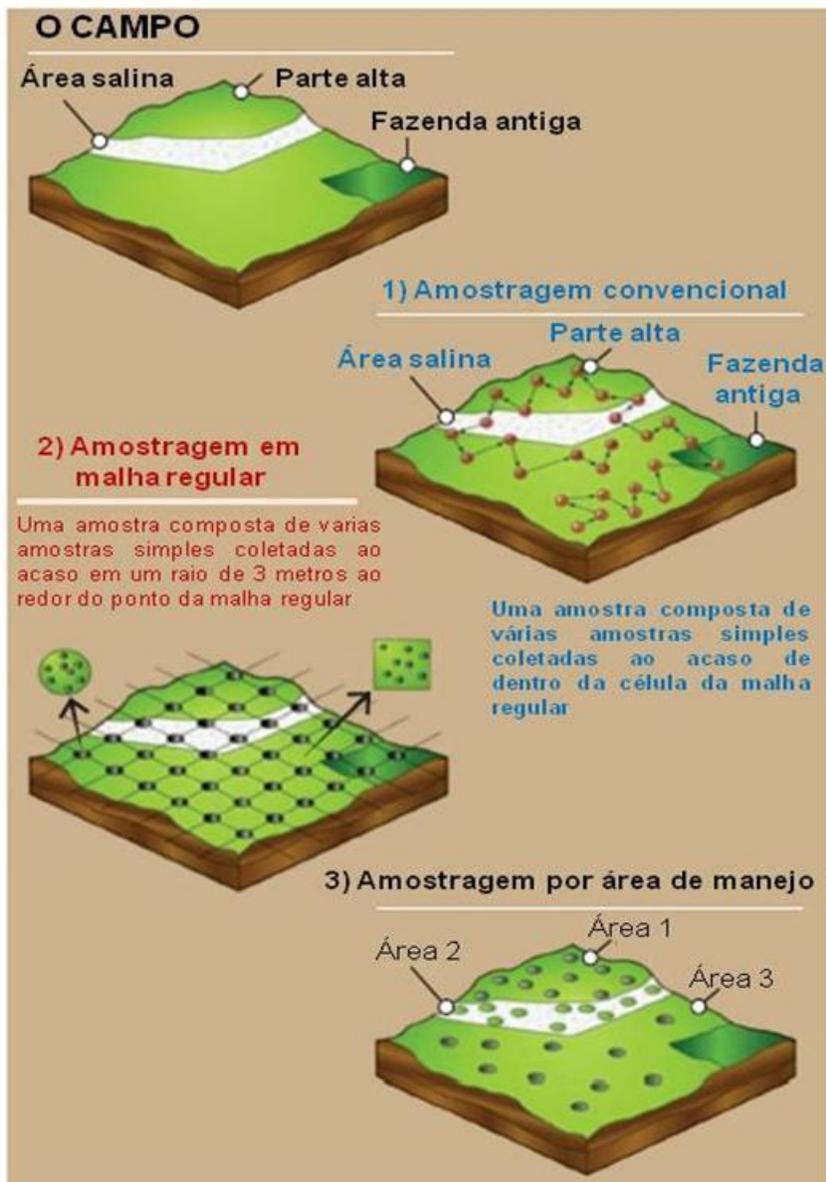 O CAMPO
Área salina
Parte alta
Fazenda antiga
1) Amostragem convencional
Parte alta
Área salina
Fazenda
antiga
2) Amostragem em
malha regular
Uma amostra composta de varias
amostras simples coletadas ao
acaso em um raio de 3 metros ao
redor do ponto da malha regular
Uma amostra composta de
várias amostras simples
coletadas ao acaso de
dentro da célula da malha
regular
3) Amostragem por área de manejo
Área 1
Área 2
Área 3